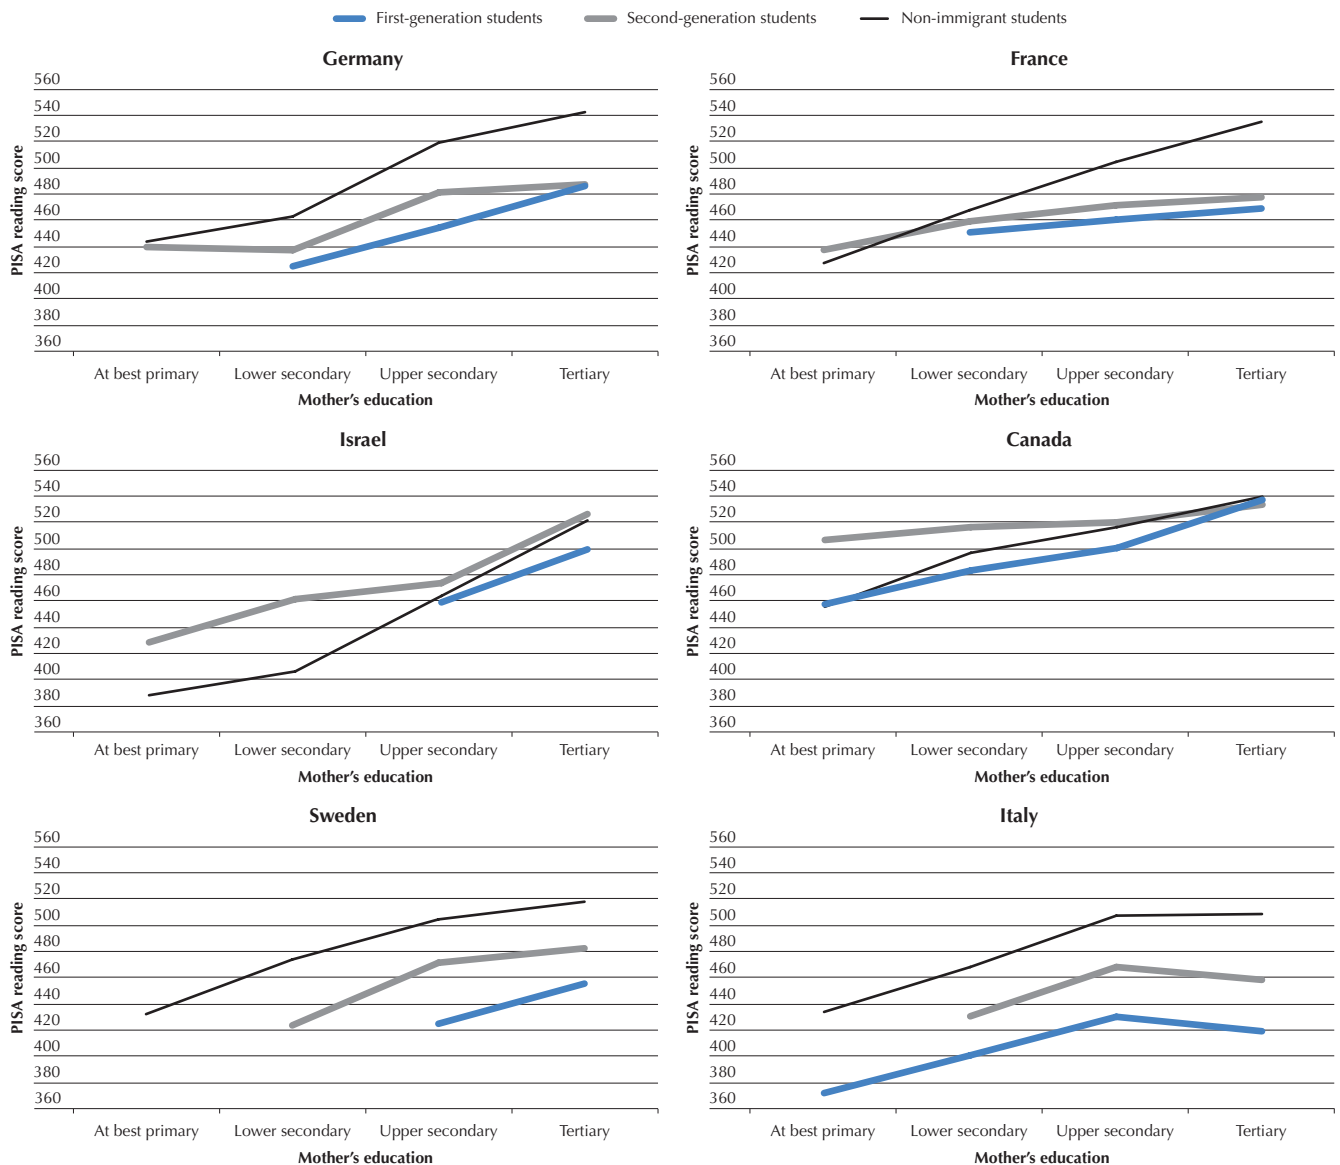 First-generation students Second-generation students Non-immigrant students
Germany
PISA reading score
560
540
520
500
480
460
440
420
400
380
360
At best primary Lower secondary Upper secondary Tertiary
Mother’s education
France
PISA reading score
560
540
520
500
480
460
440
420
400
380
360
At best primary Lower secondary Upper secondary Tertiary
Mother’s education
Israel
PISA reading score
560
540
520
500
480
460
440
420
400
380
360
At best primary Lower secondary Upper secondary Tertiary
Mother’s education
Canada
PISA reading score
560
540
520
500
480
460
440
420
400
380
360
At best primary Lower secondary Upper secondary Tertiary
Mother’s education
Sweden
PISA reading score
560
540
520
500
480
460
440
420
400
380
360
At best primary Lower secondary Upper secondary Tertiary
Mother’s education
Italy
PISA reading score
560
540
520
500
480
460
440
420
400
380
360
At best primary Lower secondary Upper secondary Tertiary
Mother’s education